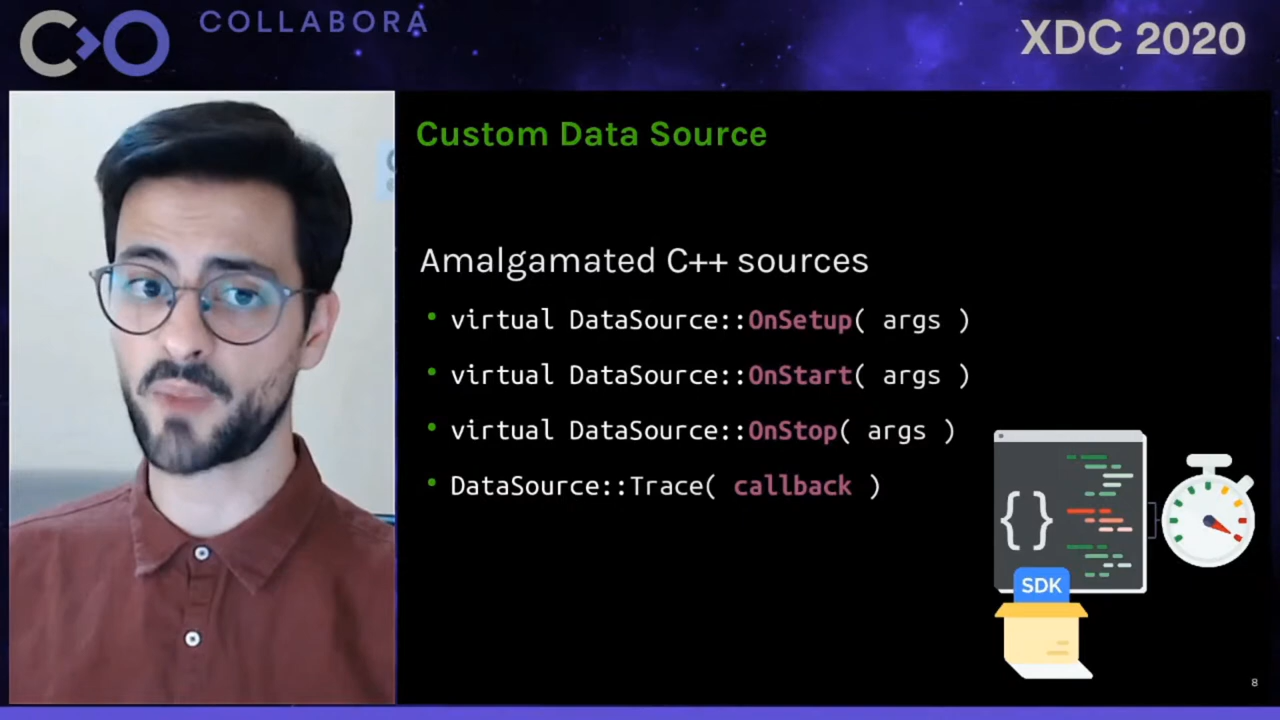 COLLABORA
XDC 2020
Custom Data Source
Amalgamated C++ sources
• virtual DataSource::OnSetup( args )
• virtual DataSource::OnStart( args )
• virtual DataSource::OnStop( args )
• DataSource::Trace( callback )
{}
SDK
8